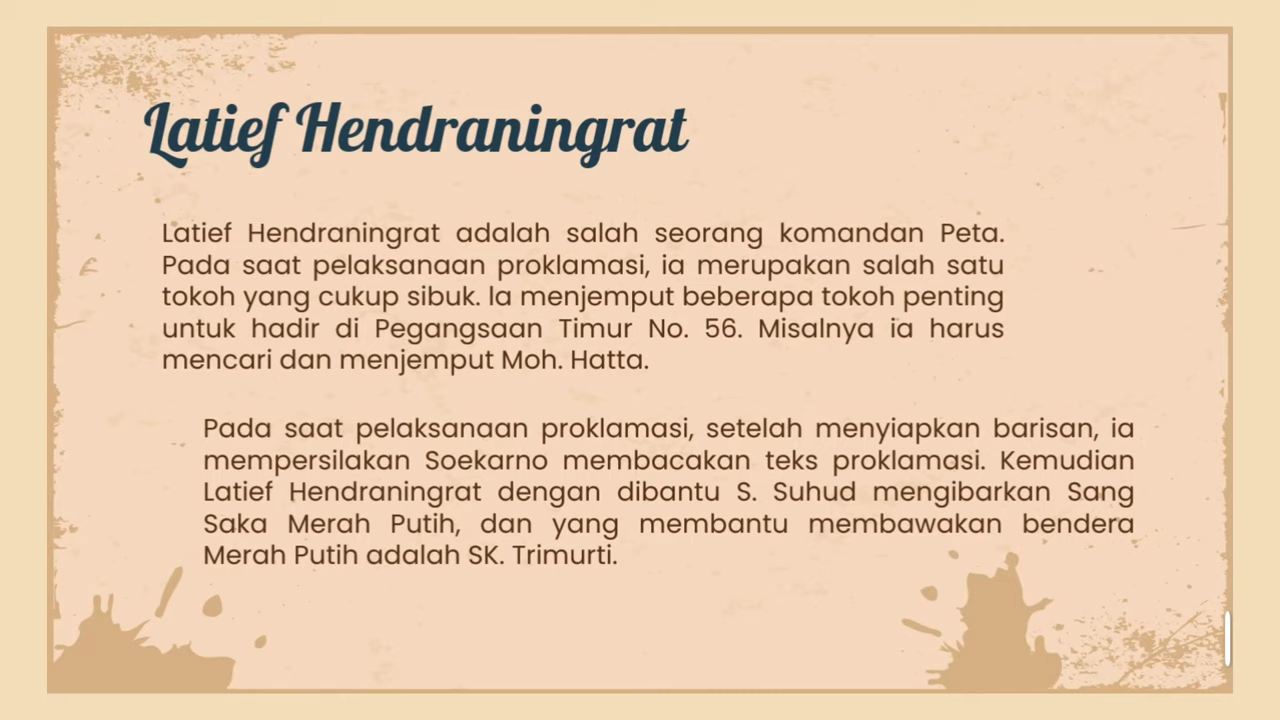 Latief Hendraningrat
Latief Hendraningrat adalah salah seorang komandan Peta.
Pada saat pelaksanaan proklamasi, ia merupakan salah satu
tokoh yang cukup sibuk. Ia menjemput beberapa tokoh penting
untuk hadir di Pegangsaan Timur No. 56. Misalnya ia harus
mencari dan menjemput Moh. Hatta.
Pada saat pelaksanaan proklamasi, setelah menyiapkan barisan, ia
mempersilakan Soekarno membacakan teks proklamasi. Kemudian
Latief Hendraningrat dengan dibantu S. Suhud mengibarkan Sang
Saka Merah Putih, dan yang membantu membawakan bendera
Merah Putih adalah SK. Trimurti.